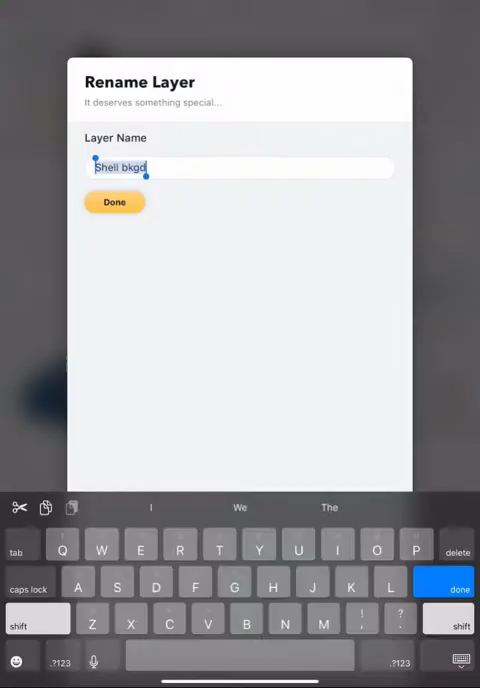 Rename Layer
It deserves something special...
Layer Name
Shell bkgd
Done
I We The
tab Q W E R T Y U I O P delete
caps lock A S D F G H J K L done
shift Z X C V B N M ! , ? . shift
.?123 .?123